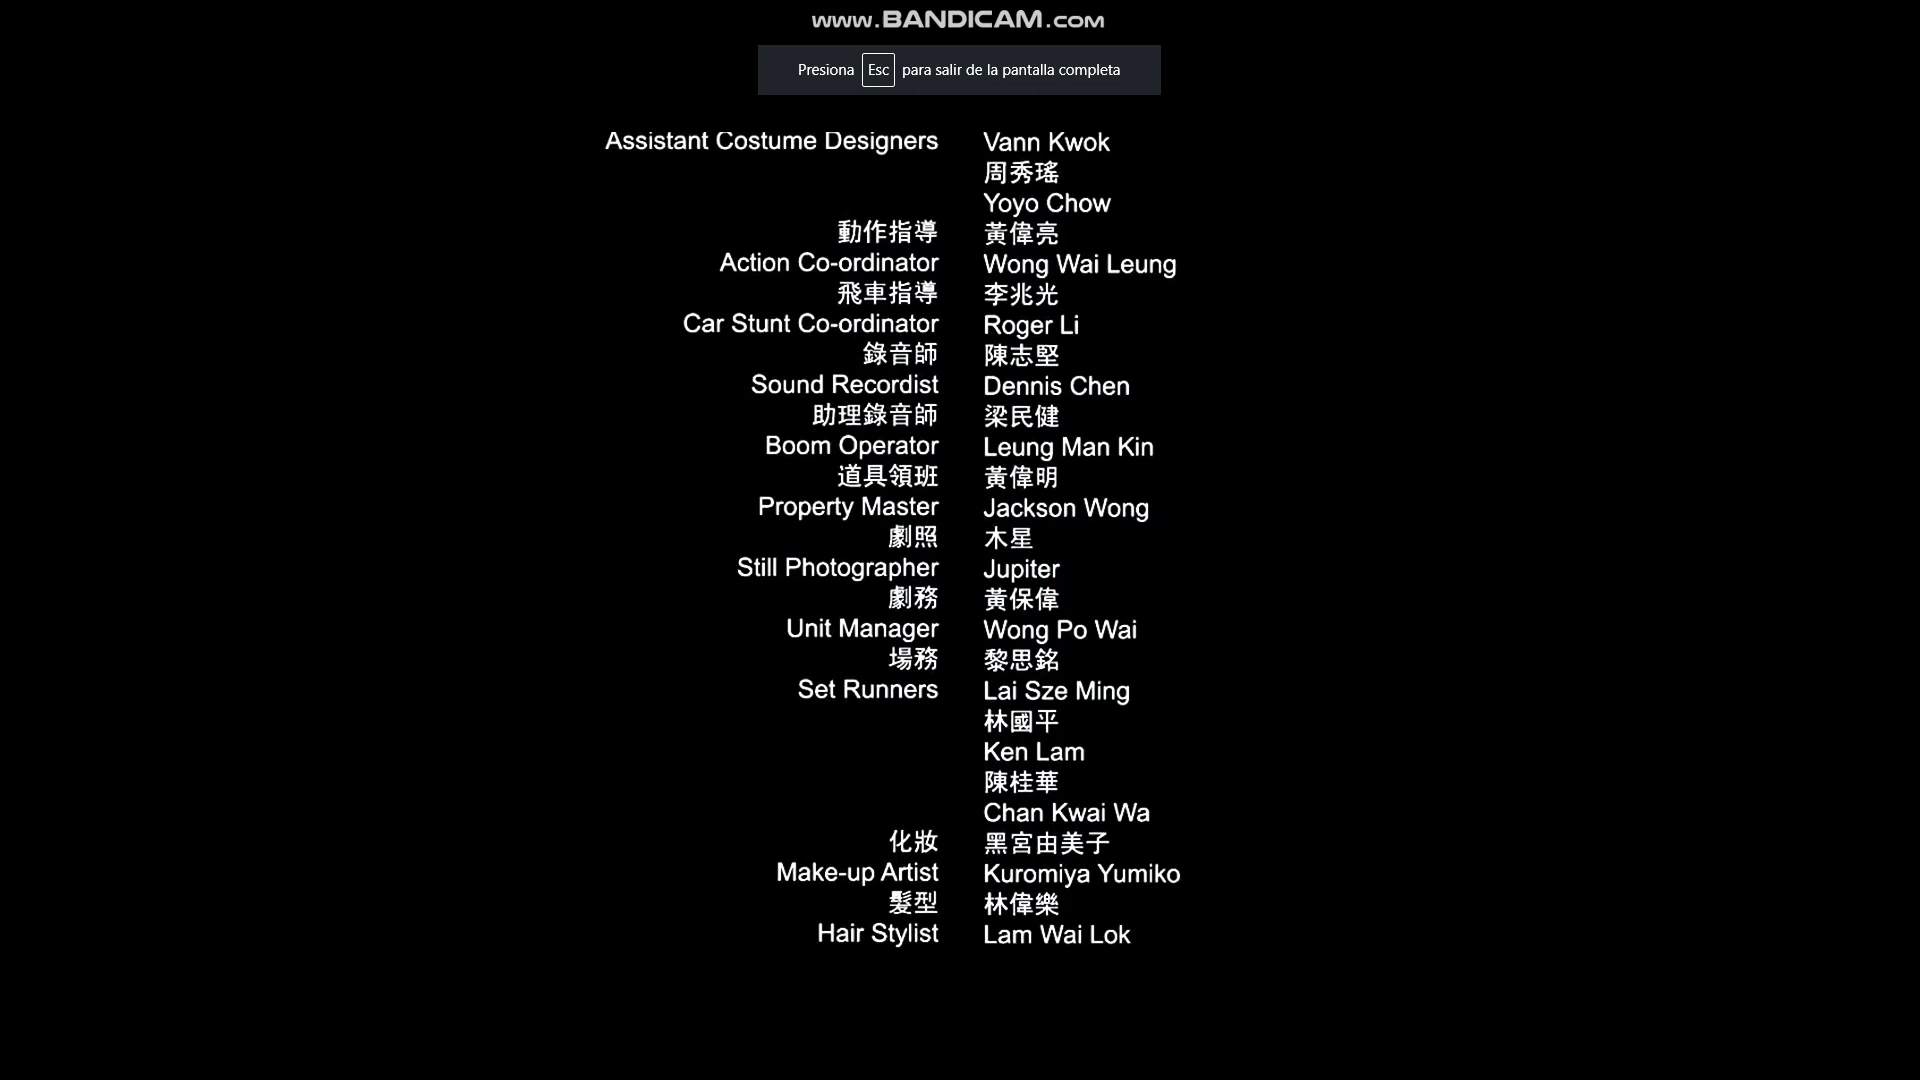 www.BANDICAM.com
Presiona Esc para salir de la pantalla completa
Assistant Costume Designers Vann Kwok
周秀瑤
Yoyo Chow
動作指導 黃偉亮
Action Co-ordinator Wong Wai Leung
飛車指導 李兆光
Car Stunt Co-ordinator Roger Li
錄音師 陳志堅
Sound Recordist Dennis Chen
助理錄音師 梁民健
Boom Operator Leung Man Kin
道具領班 黃偉明
Property Master Jackson Wong
劇照 木星
Still Photographer Jupiter
劇務 黃保偉
Unit Manager Wong Po Wai
場務 黎思銘
Set Runners Lai Sze Ming
林國平
Ken Lam
陳桂華
Chan Kwai Wa
化妝 黑宮由美子
Make-up Artist Kuromiya Yumiko
髮型 林偉樂
Hair Stylist Lam Wai Lok